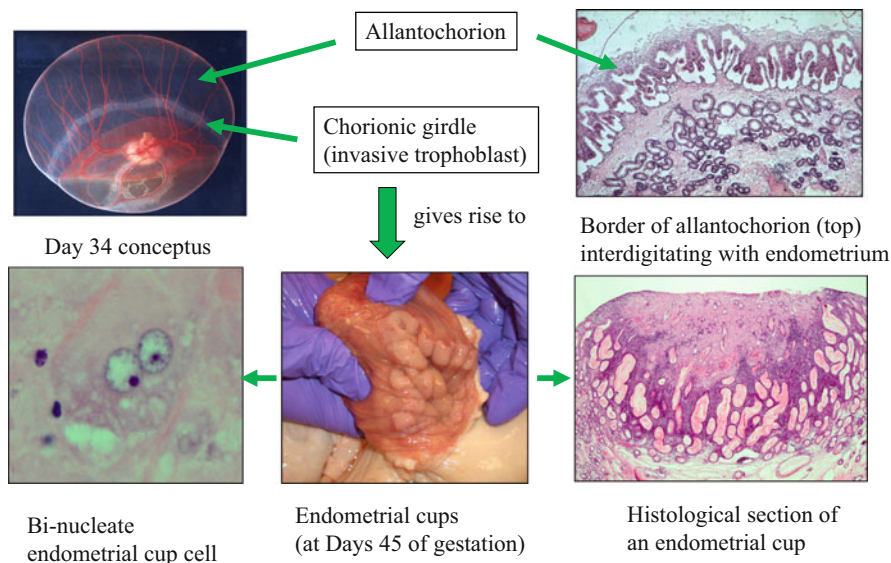 Allantochorion
Chorionic girdle
(invasive trophoblast)
gives rise to
Day 34 conceptus
Border of allantochorion (top)
interdigitating with endometrium
Bi-nucleate
endometrial cup cell
Endometrial cups
(at Days 45 of gestation)
Histological section of
an endometrial cup